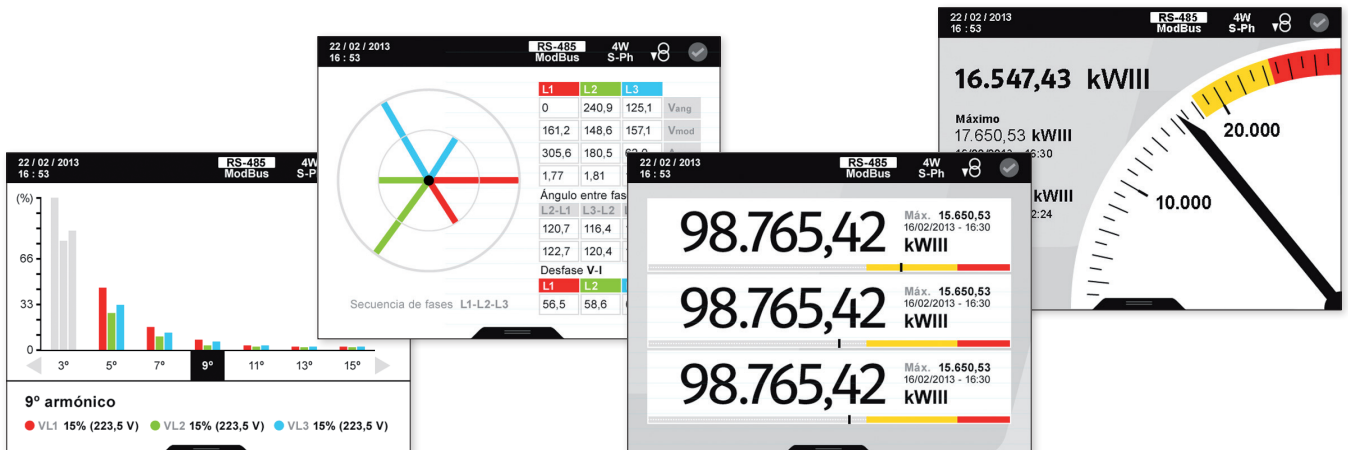 22 / 02 / 2013
16 : 53
RS-485
ModBus
4W
(%)
66
33
0
3º 5º 7º 9º 11º 13º 15º
9º armónico
VL1 15% (223,5 V) VL2 15% (223,5 V) VL3 15% (223,5 V)
22 / 02 / 2013
16 : 53
RS-485
ModBus
4W
S-Ph
L1 L2 L3
0 240,9 125,1 Vang
161,2 148,6 157,1 Vmod
305,6 180,5
1,77 1,81
Ángulo entre
L2-L1 L3-L2
120,7 116,4
122,7 120,4
Desfase V-I
L1 L2
56,5 58,6
Secuencia de fases L1-L2-L3
22 / 02 / 2013
16 : 53
RS-485
ModBus
4W
S-Ph
98.765,42
Máx. 15.650,53
16/02/2013 - 16:30
kWIII
98.765,42
Máx. 15.650,53
16/02/2013 - 16:30
kWIII
98.765,42
Máx. 15.650,53
16/02/2013 - 16:30
kWIII
22 / 02 / 2013
16 : 53
RS-485
ModBus
4W
S-Ph
16.547,43 kWIII
Máximo
17.650,53 kWIII
16:30
kWIII
2:24
20.000
10.000